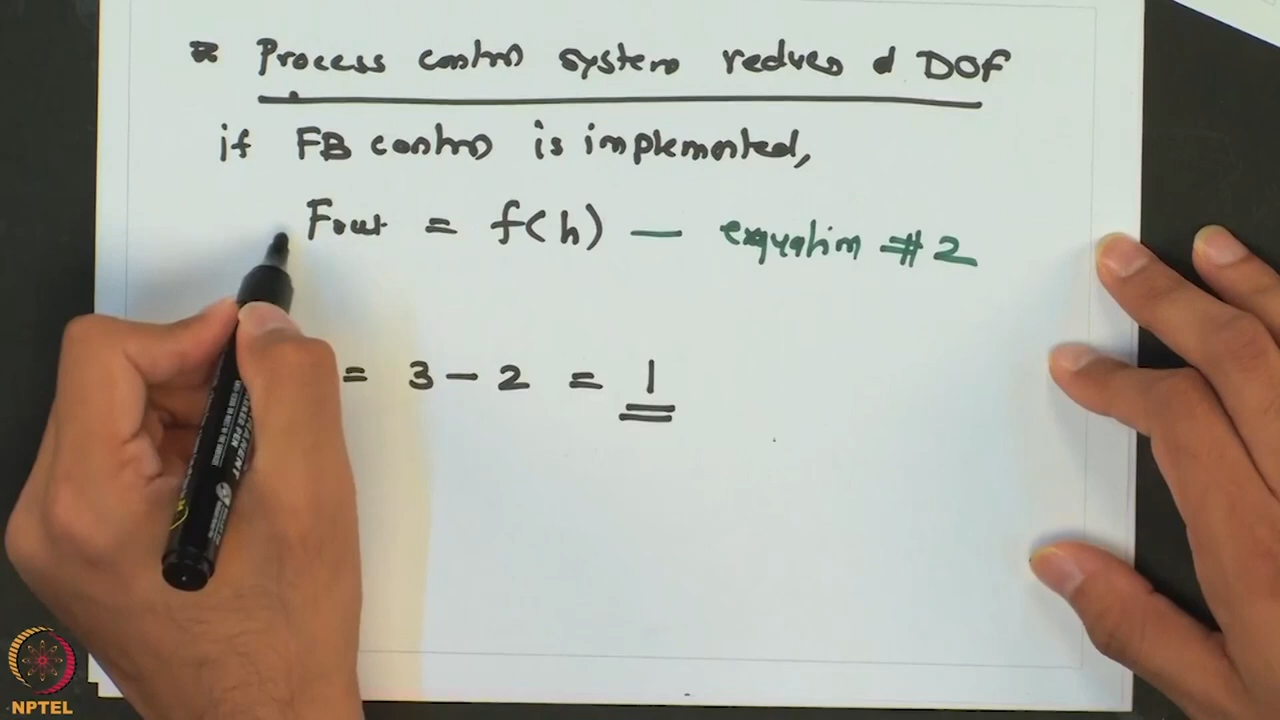 Process control system reduces d DOF
if FB control is implemented,
Fout = f(h) — equation #2
= 3 - 2 = 1
NPTEL